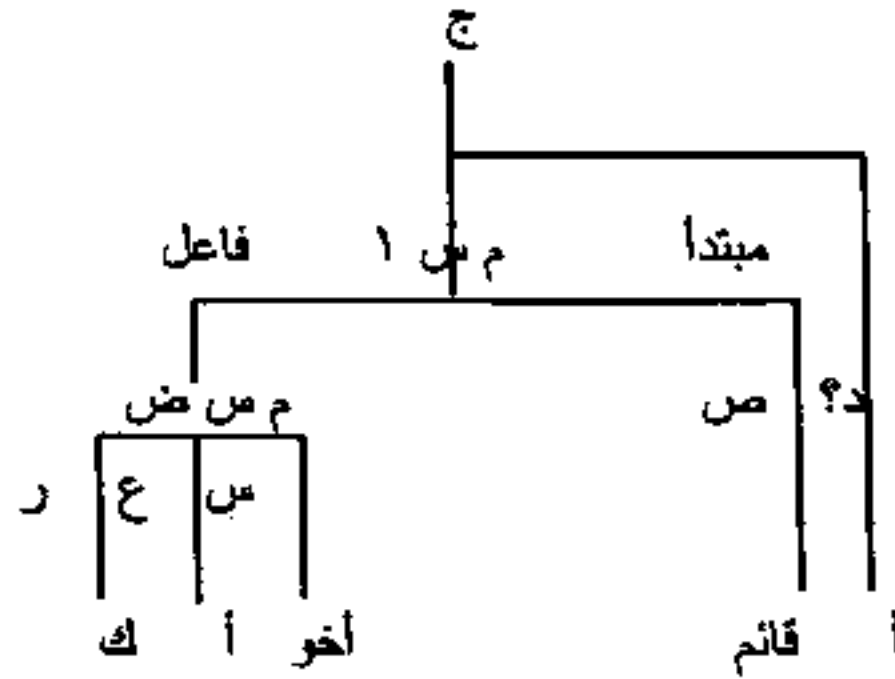 ج
مبتدأ م س ١ فاعل
د؟ ص م س ض
س ع ر
أ قائم أخو أ ك